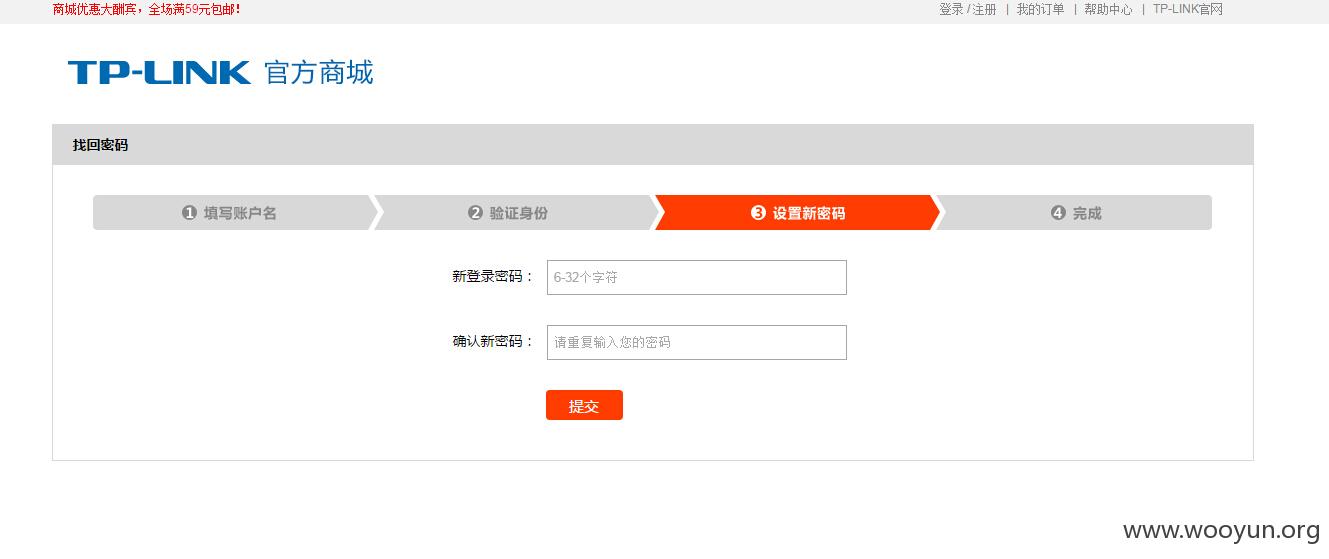 商城优惠大酬宾，全场满59元包邮！ 登录 / 注册 | 我的订单 | 帮助中心 | TP-LINK官网
TP-LINK 官方商城
找回密码
1 填写账户名 2 验证身份 3 设置新密码 4 完成
新登录密码： 6-32个字符
确认新密码： 请重复输入您的密码
提交
www.wooyun.org